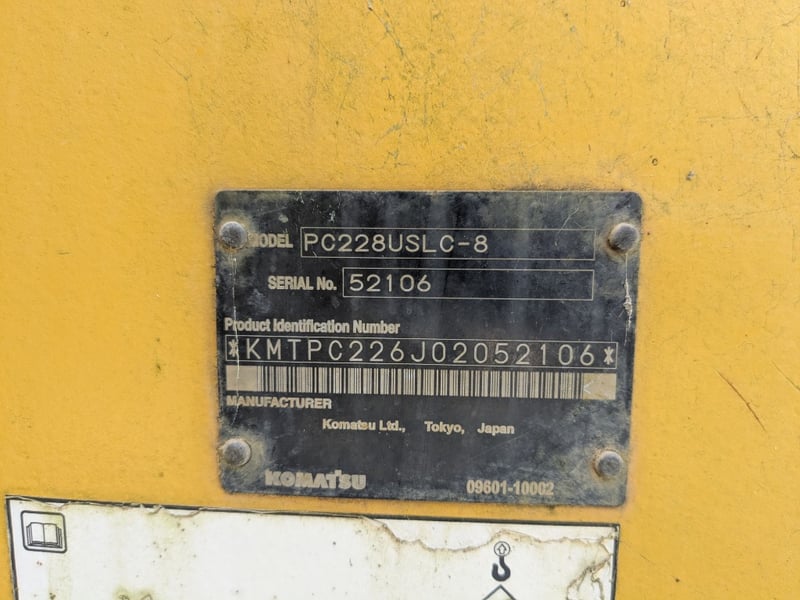 MODEL PC228USLC-8
SERIAL No. 52106
Product Identification Number
*KMTPC226J02052106*
MANUFACTURER
Komatsu Ltd., Tokyo, Japan
KOMATSU 09601-10002